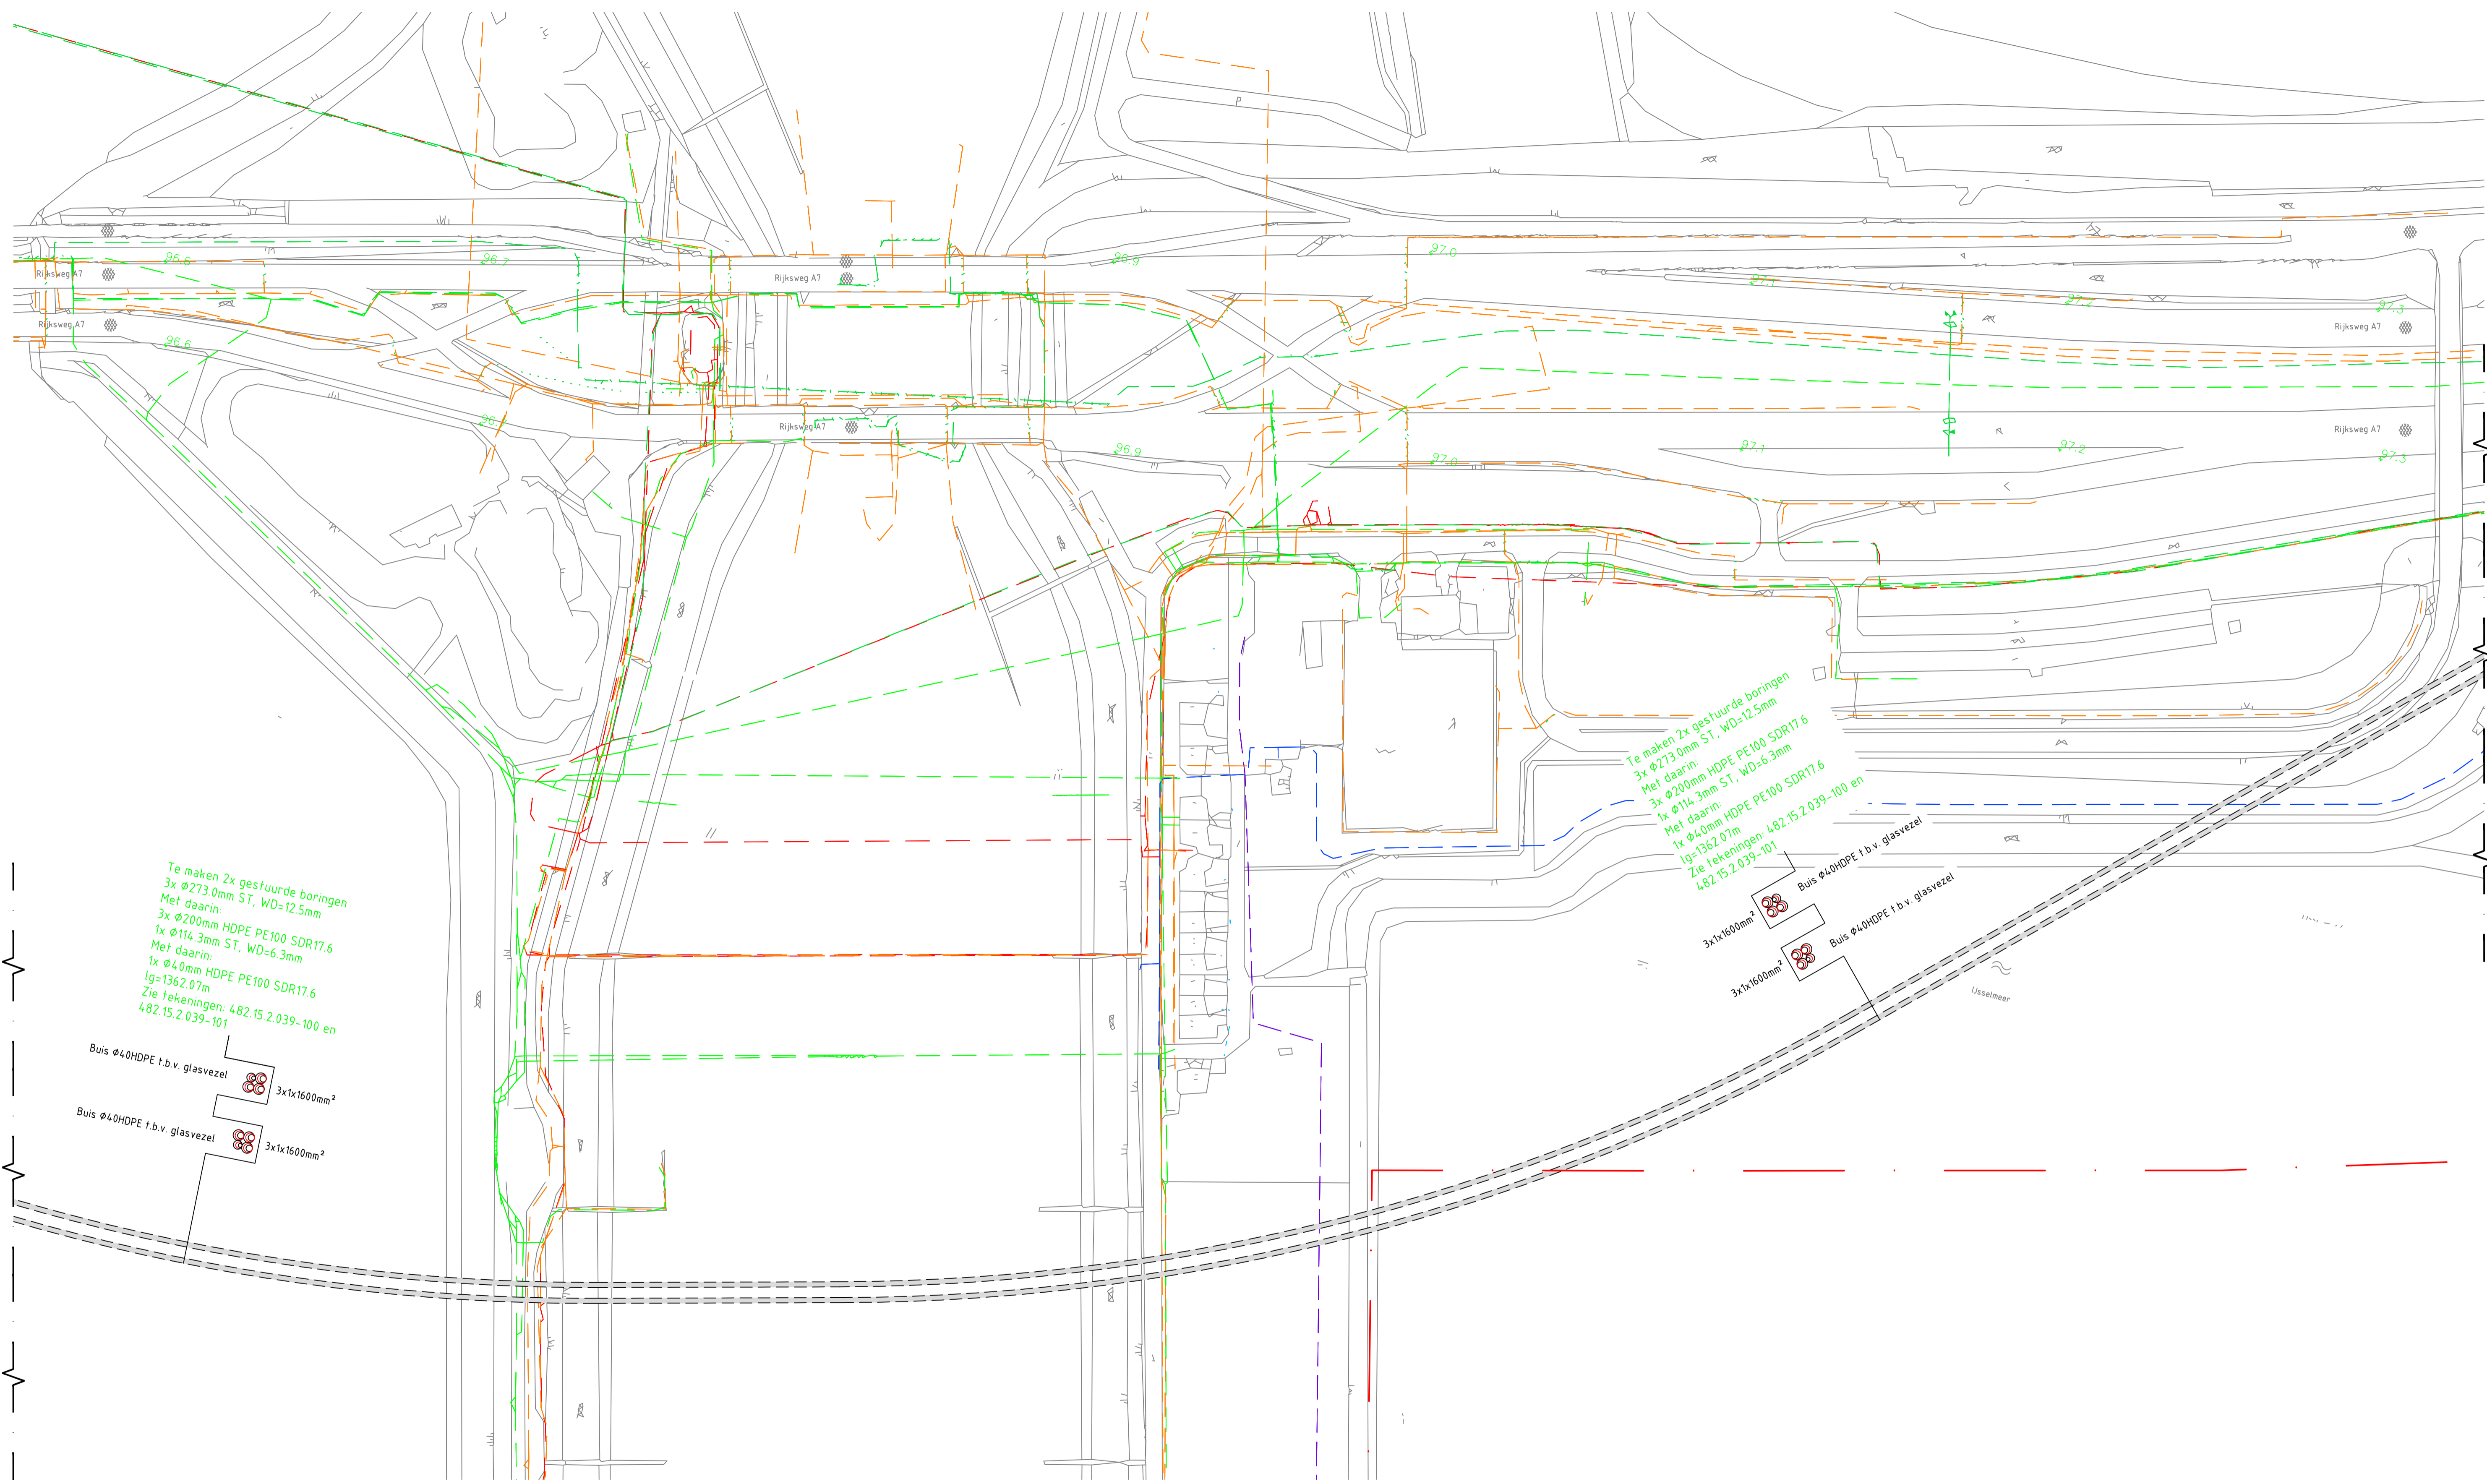 P
96.6
96.7
96.9
97.0
97.1
97.2
97.3
Rijksweg A7
Rijksweg A7
Rijksweg A7
Rijksweg A7
Rijksweg A7
Rijksweg A7
96.6
96.9
97.0
97.1
97.2
97.3
Te maken 2x gestuurde boringen
3x Ø273.0mm ST, WD=12.5mm
Met daarin:
3x Ø200mm HDPE PE100 SDR17.6
1x Ø114.3mm ST, WD=6.3mm
Met daarin:
1x Ø40mm HDPE PE100 SDR17.6
lg=1362.07m
Zie tekeningen: 482.15.2.039-100 en
482.15.2.039-101
Buis Ø40HDPE t.b.v. glasvezel
3x1x1600mm²
Buis Ø40HDPE t.b.v. glasvezel
3x1x1600mm²
IJsselmeer
Te maken 2x gestuurde boringen
3x Ø273.0mm ST, WD=12.5mm
Met daarin:
3x Ø200mm HDPE PE100 SDR17.6
1x Ø114.3mm ST, WD=6.3mm
Met daarin:
1x Ø40mm HDPE PE100 SDR17.6
lg=1362.07m
Zie tekeningen: 482.15.2.039-100 en
482.15.2.039-101
Buis Ø40HDPE t.b.v. glasvezel
3x1x1600mm²
Buis Ø40HDPE t.b.v. glasvezel
3x1x1600mm²